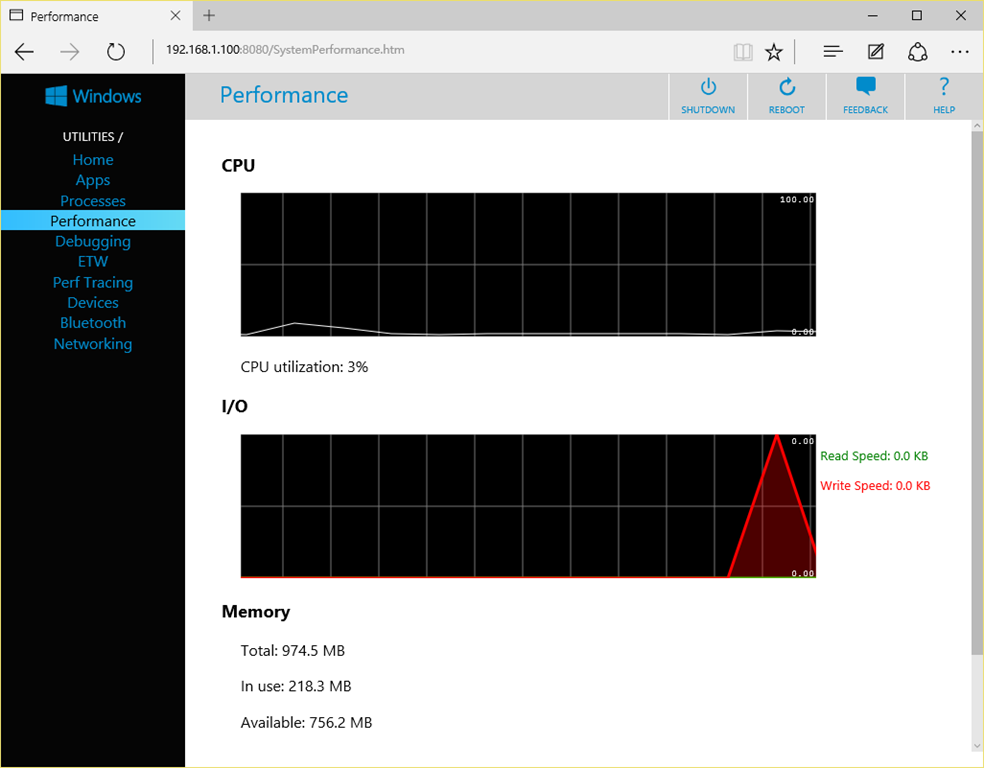 Performance
192.168.1.100:8080/SystemPerformance.htm
Windows
Performance
SHUTDOWN
REBOOT
?
FEEDBACK
HELP
UTILITIES /
Home
Apps
Processes
Performance
Debugging
ETW
Perf Tracing
Devices
Bluetooth
Networking
CPU
100.00
0.00
CPU utilization: 3%
I/O
0.00
Read Speed: 0.0 KB
Write Speed: 0.0 KB
0.00
Memory
Total: 974.5 MB
In use: 218.3 MB
Available: 756.2 MB